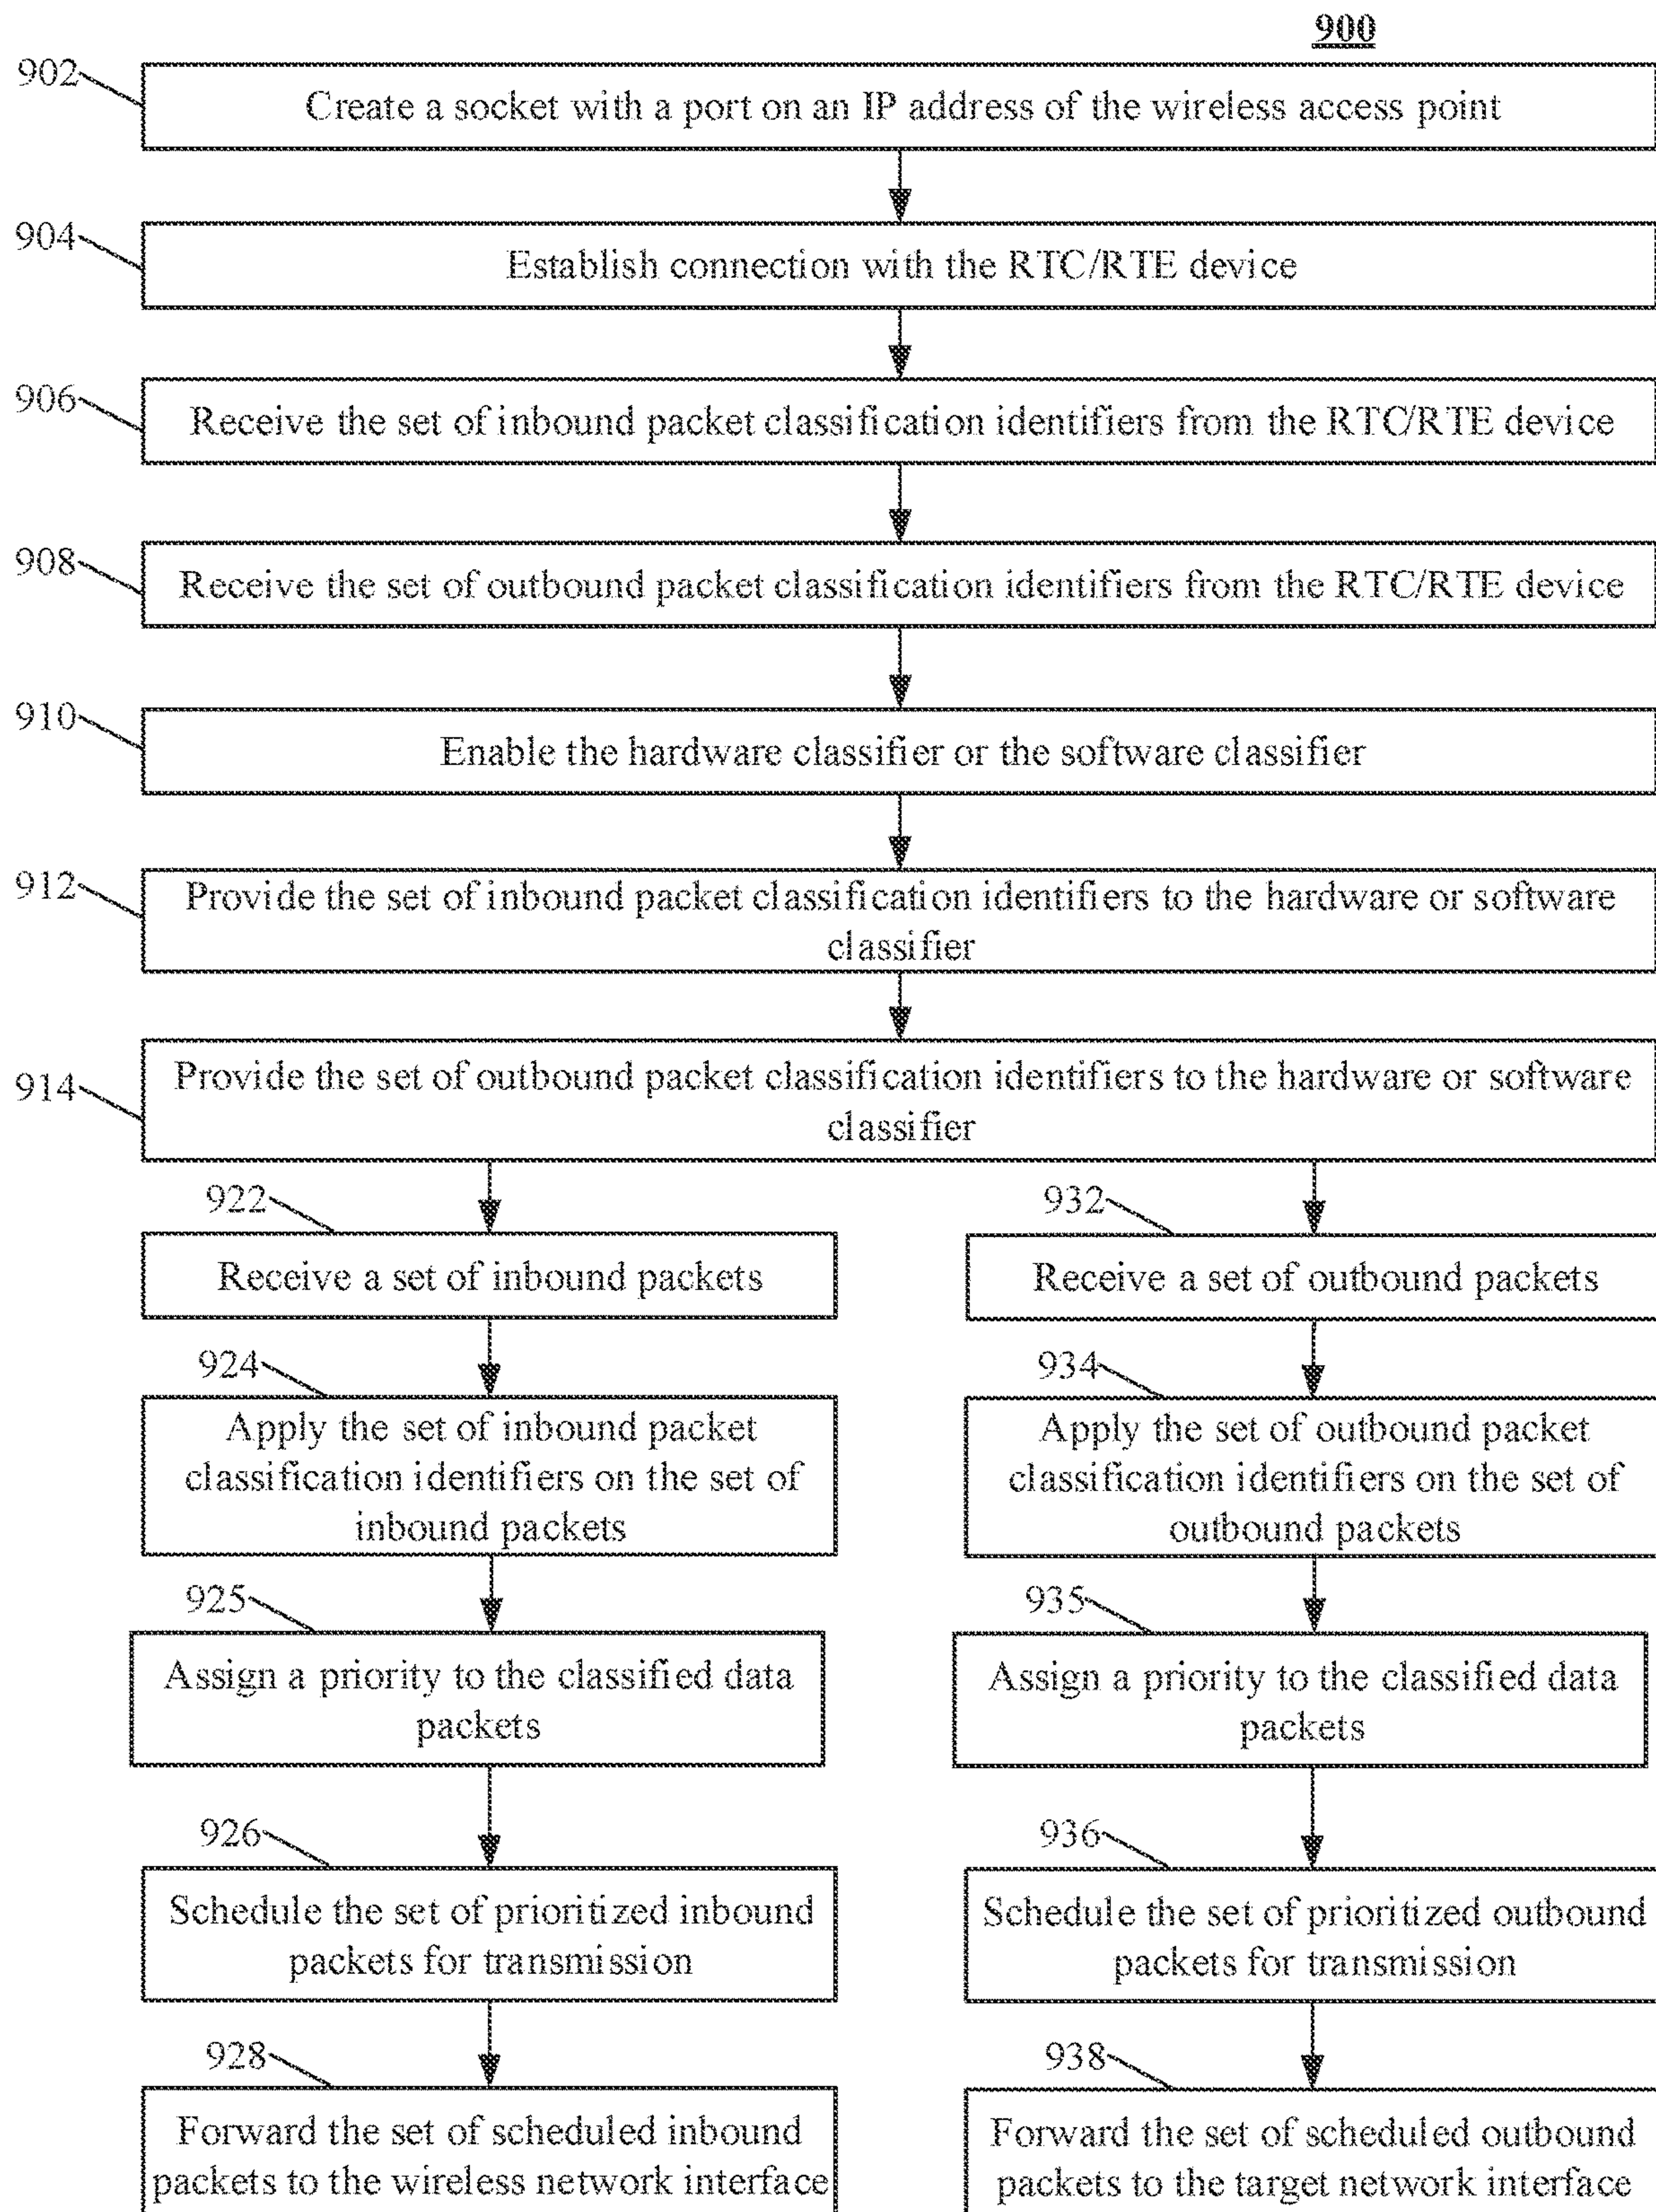 900
902
Create a socket with a port on an IP address of the wireless access point
904
Establish connection with the RTC/RTE device
906
Receive the set of inbound packet classification identifiers from the RTC/RTE device
908
Receive the set of outbound packet classification identifiers from the RTC/RTE device
910
Enable the hardware classifier or the software classifier
912
Provide the set of inbound packet classification identifiers to the hardware or software
classifier
914
Provide the set of outbound packet classification identifiers to the hardware or software
classifier
922
Receive a set of inbound packets
924
Apply the set of inbound packet
classification identifiers on the set of
inbound packets
925
Assign a priority to the classified data
packets
926
Schedule the set of prioritized inbound
packets for transmission
928
Forward the set of scheduled inbound
packets to the wireless network interface
932
Receive a set of outbound packets
934
Apply the set of outbound packet
classification identifiers on the set of
outbound packets
935
Assign a priority to the classified data
packets
936
Schedule the set of prioritized outbound
packets for transmission
938
Forward the set of scheduled outbound
packets to the target network interface